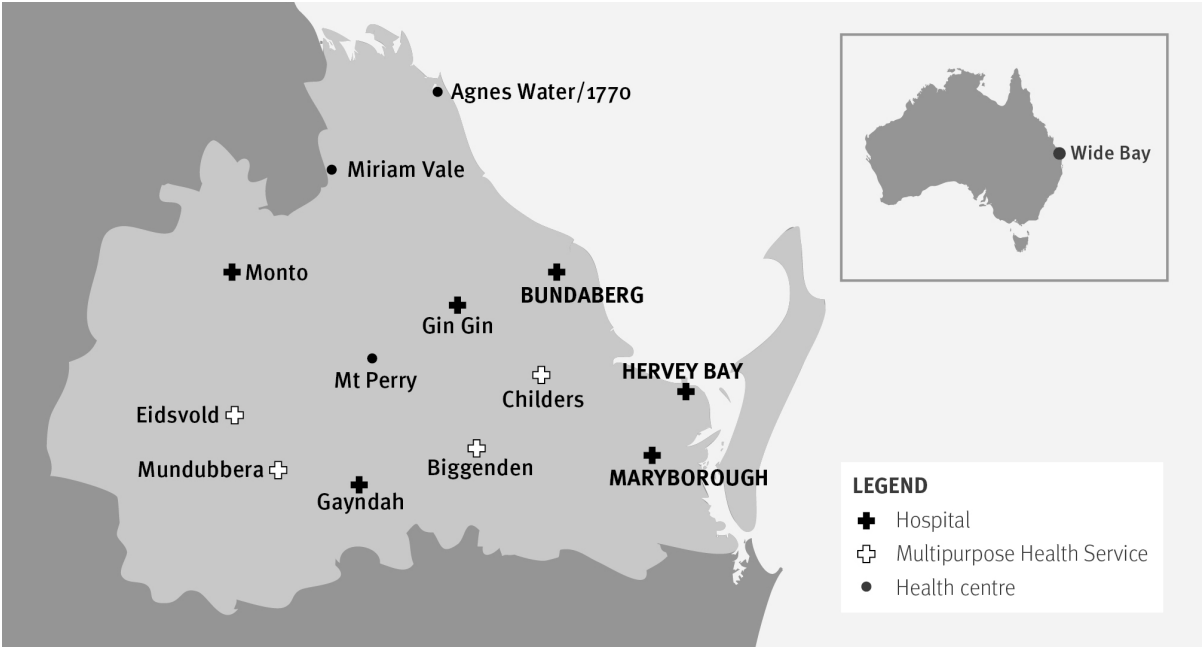 Agnes Water/1770
Wide Bay
Miriam Vale
Monto
BUNDABERG
Gin Gin
HERVEY BAY
Mt Perry
Childers
Eidsvold
Mundubbera
Biggenden
MARYBOROUGH
Gayndah
LEGEND
Hospital
Multipurpose Health Service
Health centre